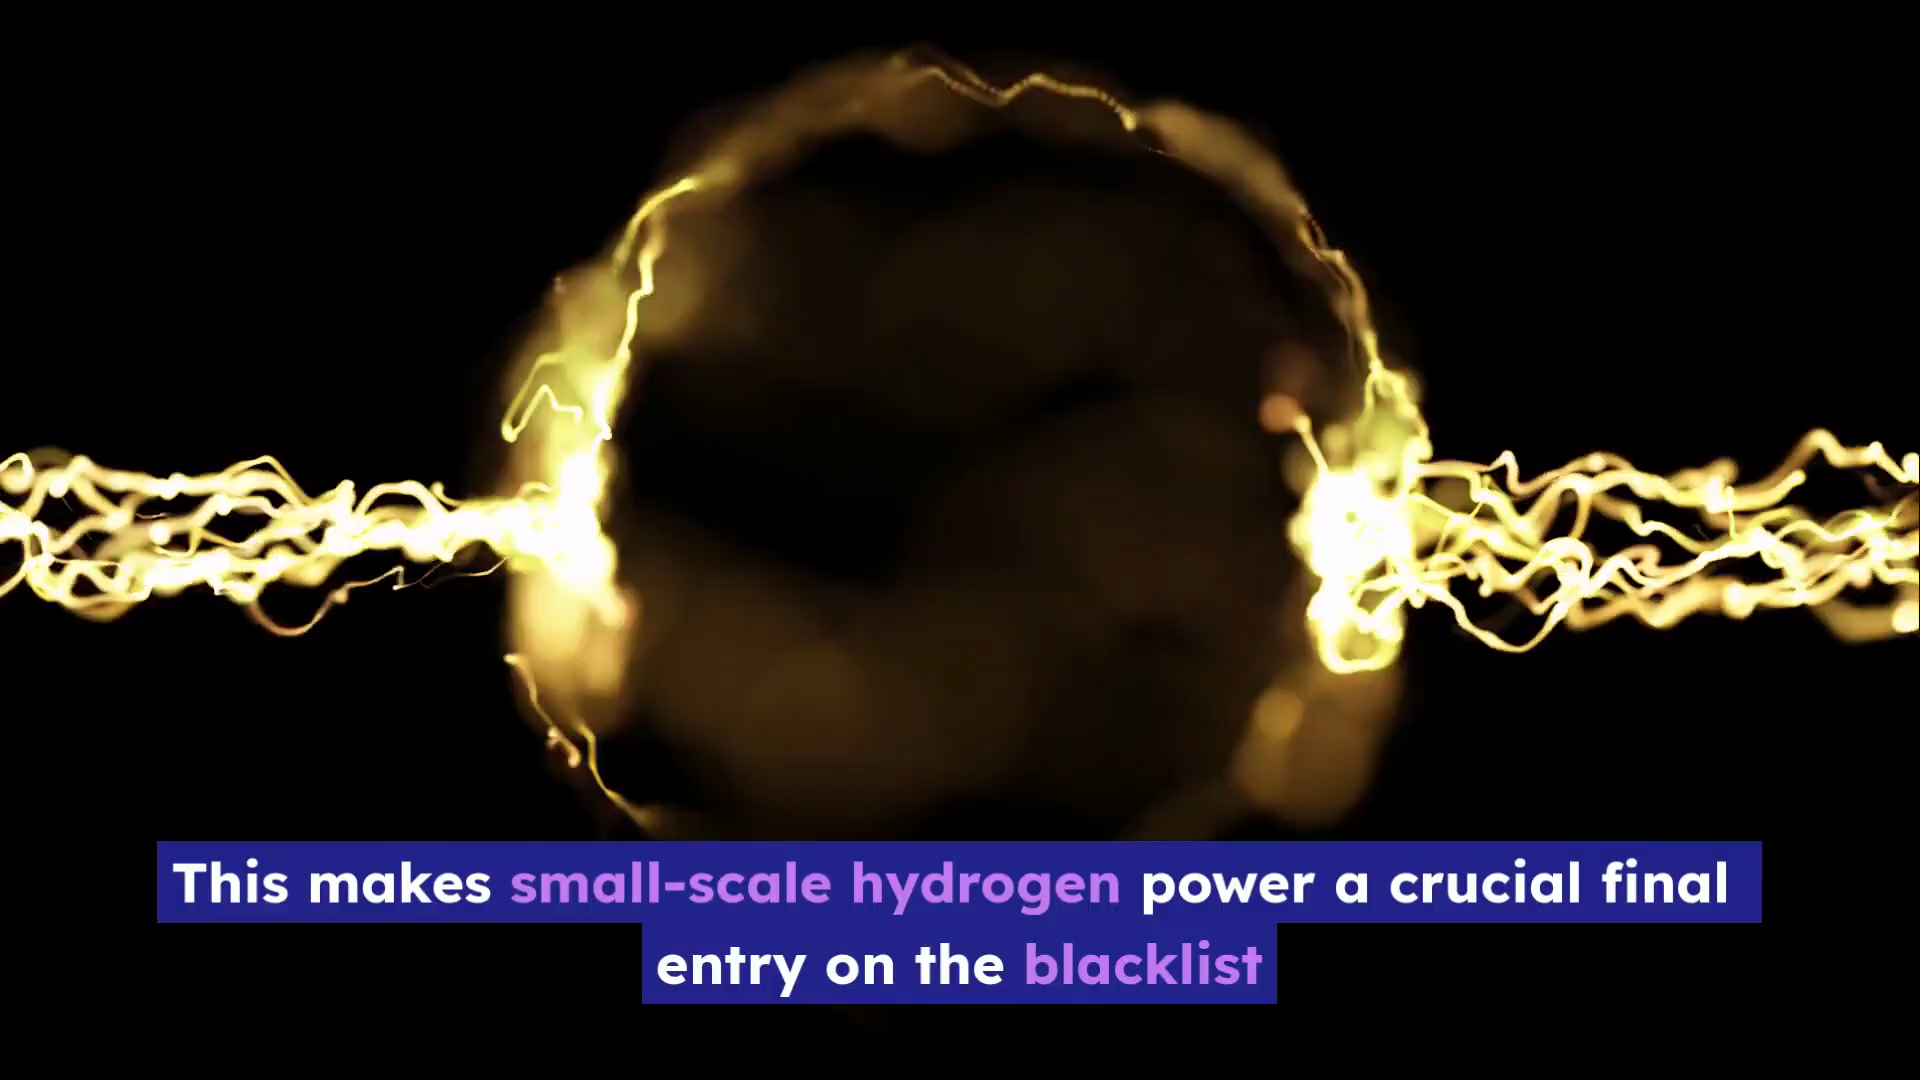 This makes small-scale hydrogen power a crucial final
entry on the blacklist